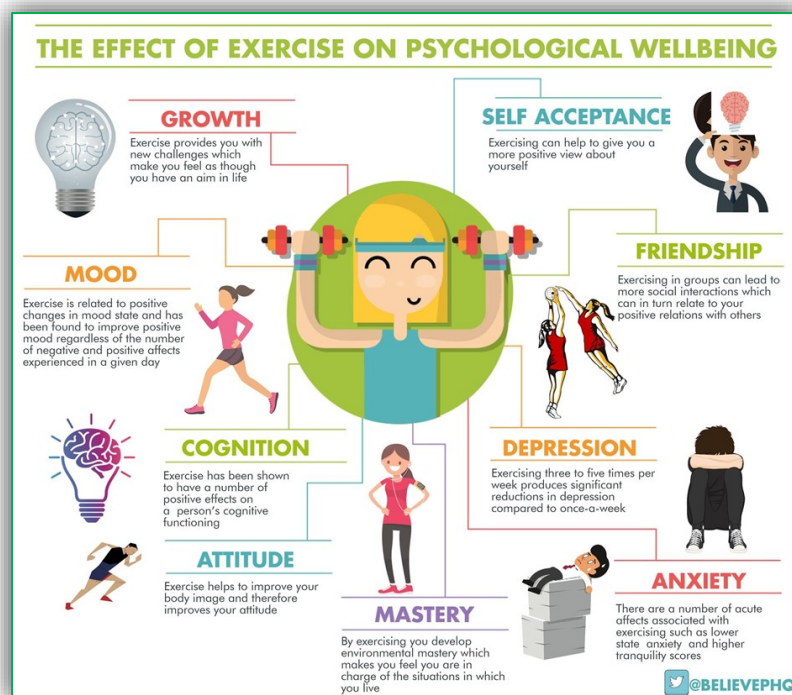 THE EFFECT OF EXERCISE ON PSYCHOLOGICAL WELLBEING
GROWTH
Exercise provides you with
new challenges which
make you feel as though
you have an aim in life
SELF ACCEPTANCE
Exercising can help to give you a
more positive view about
yourself
MOOD
Exercise is related to positive
changes in mood state and has
been found to improve positive
mood regardless of the number
of negative and positive affects
experienced in a given day
FRIENDSHIP
Exercising in groups can lead to
more social interactions which
can in turn relate to your
positive relations with others
COGNITION
Exercise has been shown
to have a number of
positive effects on
a person's cognitive
functioning
DEPRESSION
Exercising three to five times per
week produces significant
reductions in depression
compared to once-a-week
ATTITUDE
Exercise helps to improve your
body image and therefore
improves your attitude
MASTERY
By exercising you develop
environmental mastery which
makes you feel you are in
charge of the situations in which
you live
ANXIETY
There are a number of acute
affects associated with
exercising such as lower
state anxiety and higher
tranquility scores
@BELIEVEPHQ